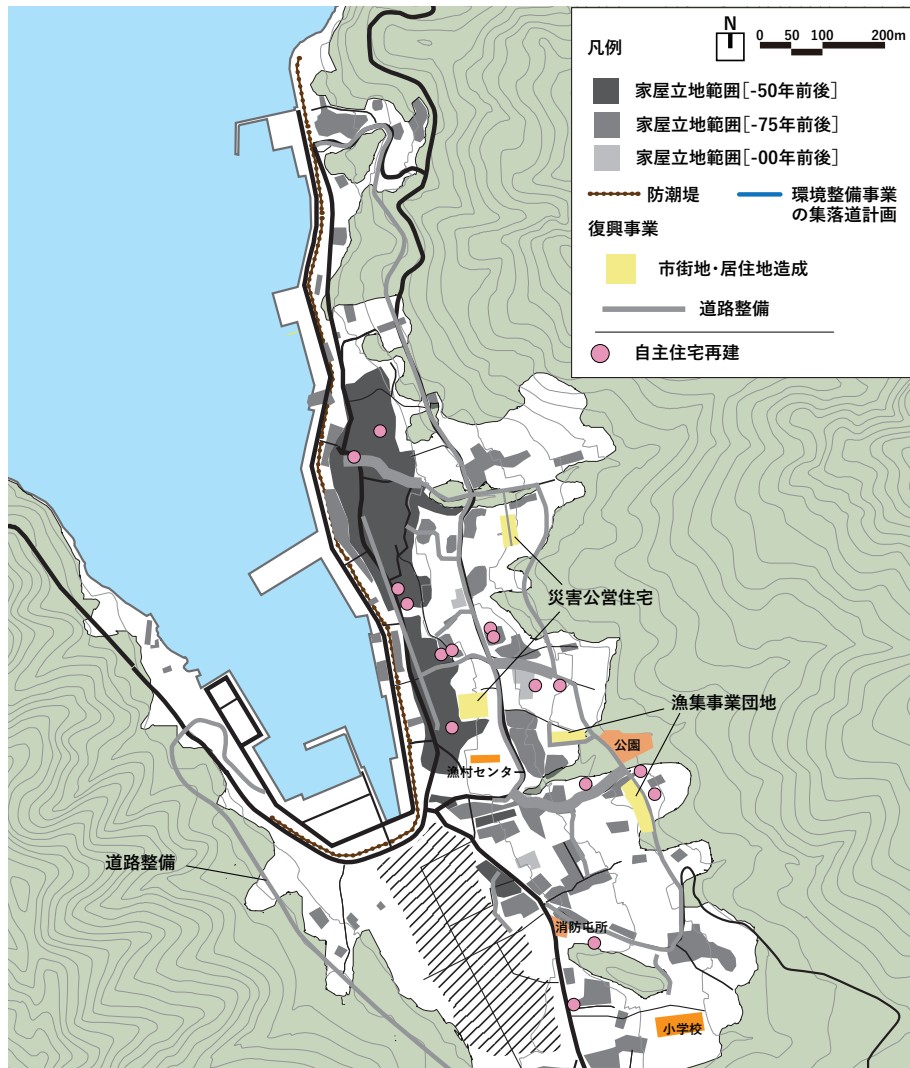 凡例
N
0 50 100 200m
家屋立地範囲[-50年前後]
家屋立地範囲[-75年前後]
家屋立地範囲[-00年前後]
防潮堤
環境整備事業
の集落道計画
復興事業
市街地・居住地造成
道路整備
自主住宅再建
災害公営住宅
漁集事業団地
公園
漁村センター
道路整備
消防屯所
小学校